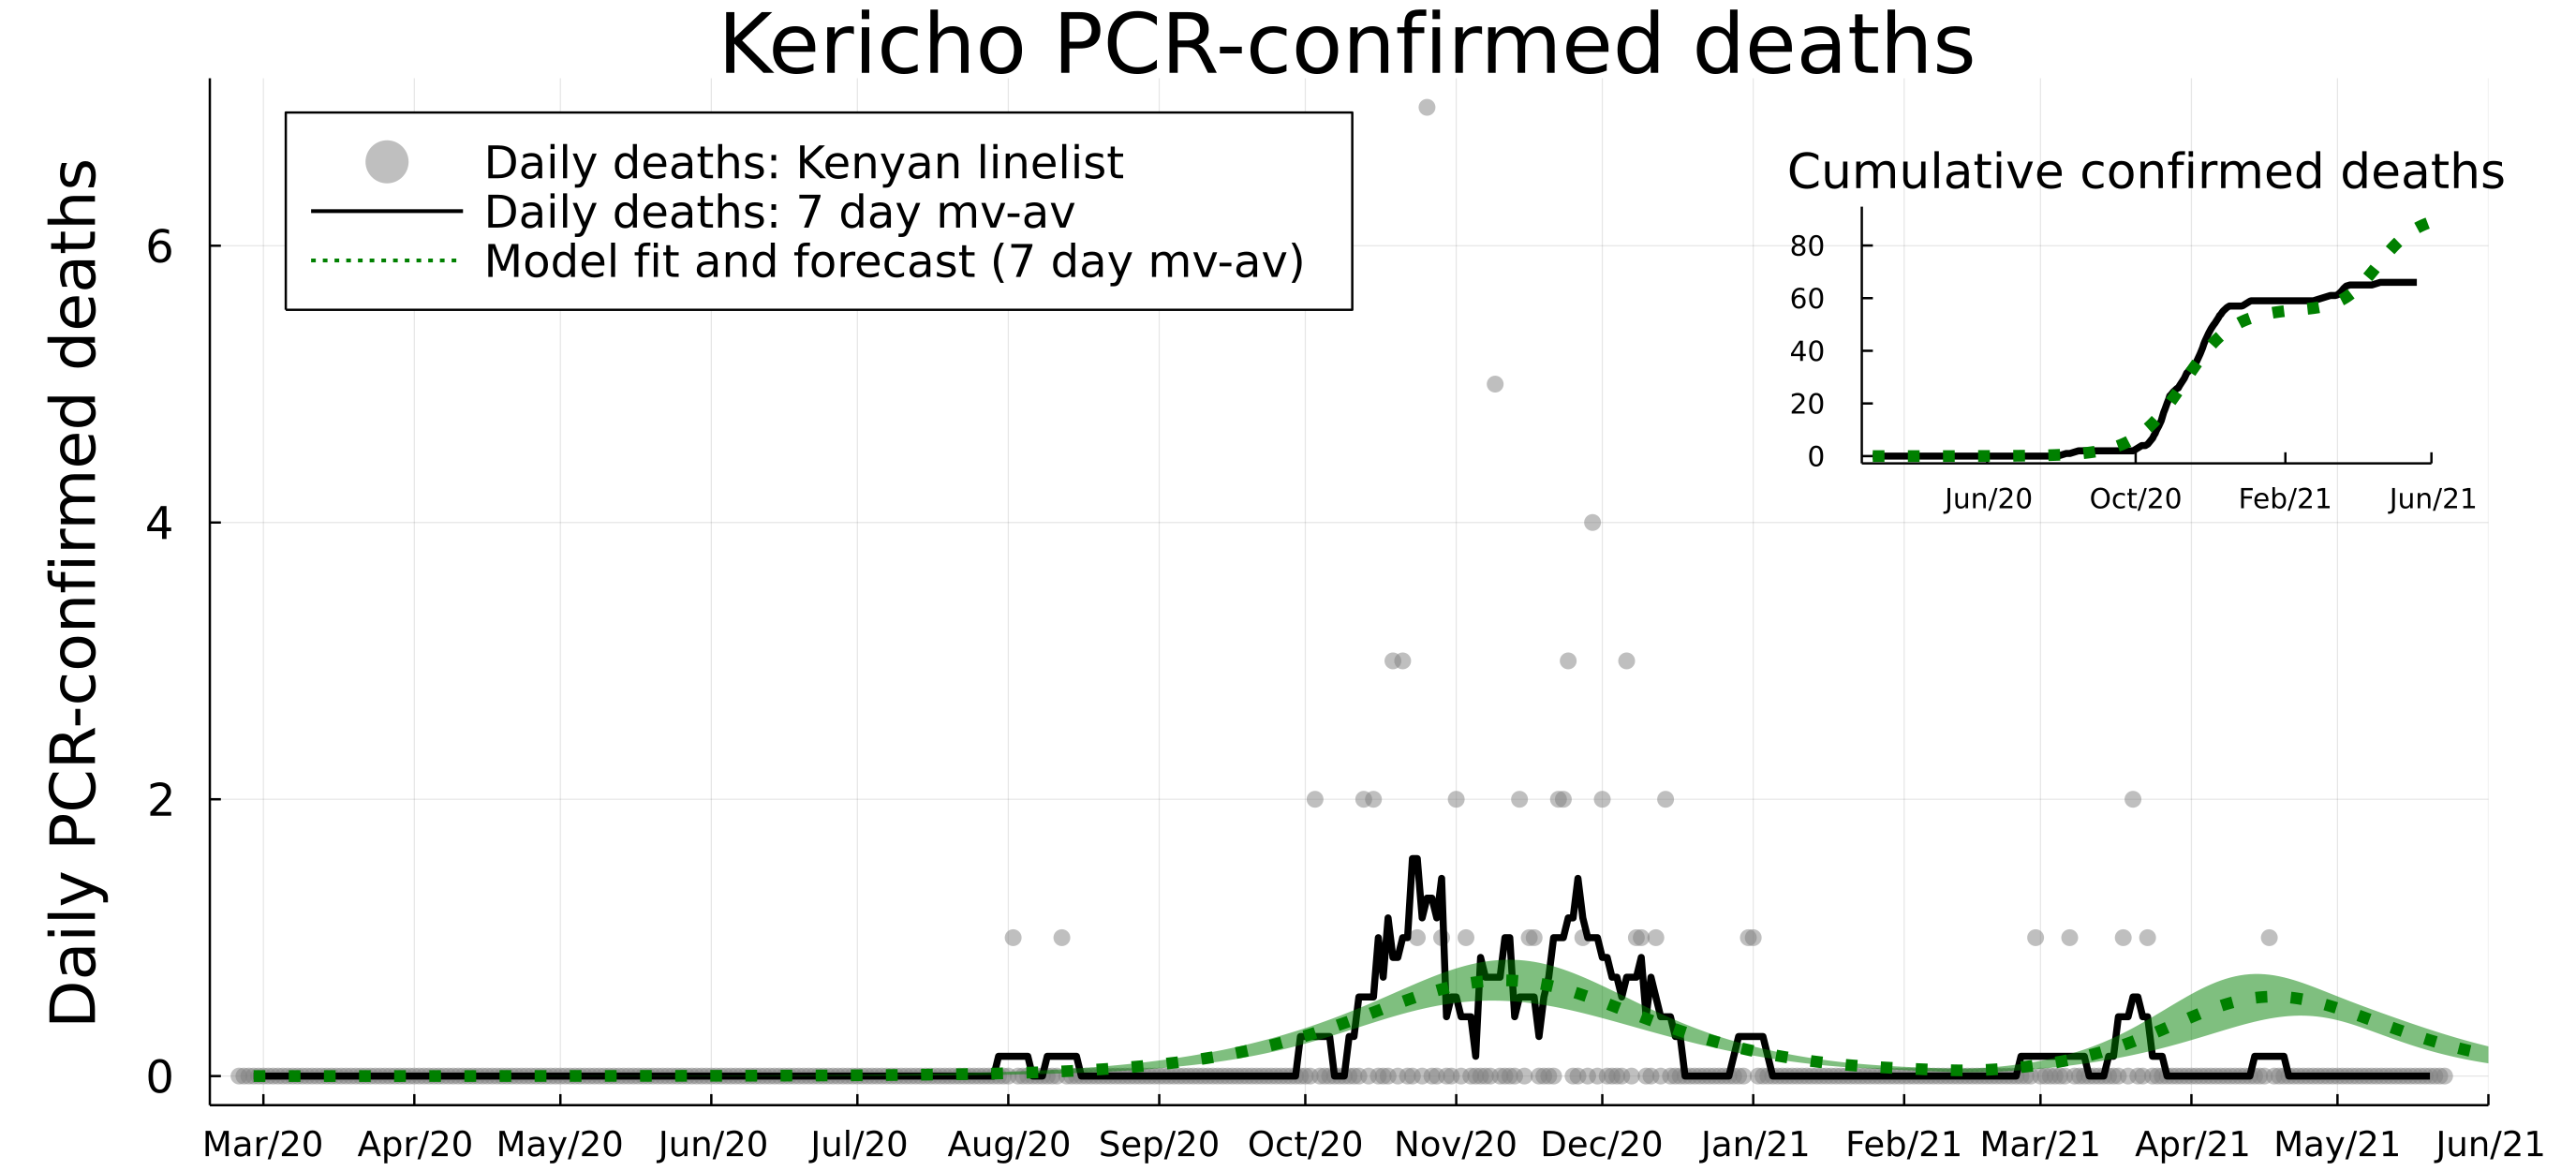 Kericho PCR-confirmed deaths
Daily PCR-confirmed deaths
Daily deaths: Kenyan linelist
Daily deaths: 7 day mv-av
Model fit and forecast (7 day mv-av)
6
4
2
0
Mar/20 Apr/20 May/20 Jun/20 Jul/20 Aug/20 Sep/20 Oct/20 Nov/20 Dec/20 Jan/21 Feb/21 Mar/21 Apr/21 May/21 Jun/21
Cumulative confirmed deaths
80
60
40
20
0
Jun/20 Oct/20 Feb/21 Jun/21